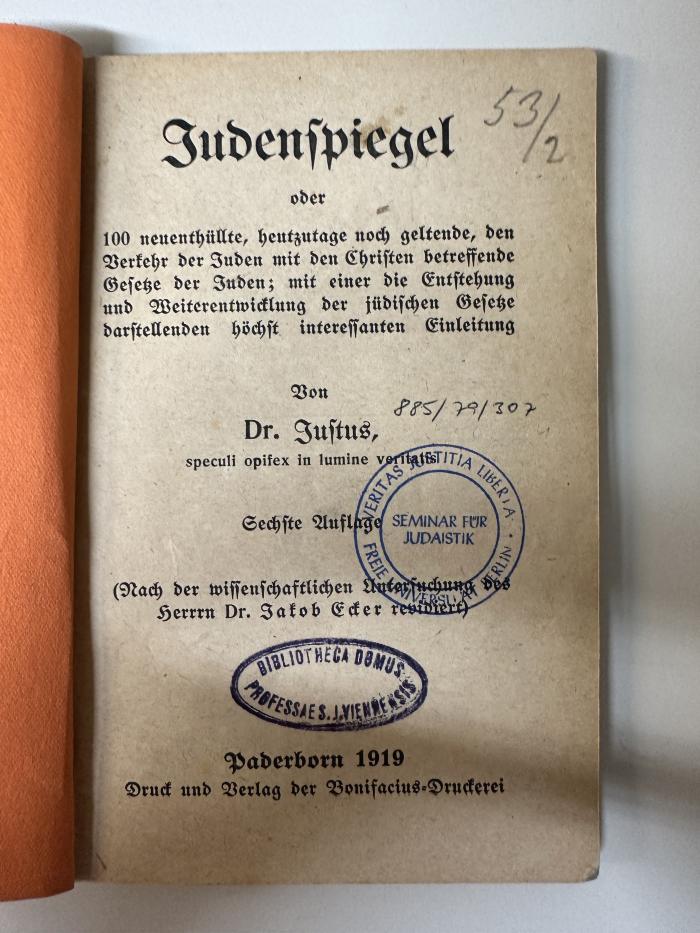 53/2
Judenspiegel
oder
100 neuenthüllte, heutzutage noch geltende, den
Verkehr der Juden mit den Christen betreffende
Gesetze der Juden; mit einer die Entstehung
und Weiterentwicklung der jüdischen Gesetze
darstellenden höchst interessanten Einleitung
Von
885/79/307
Dr. Justus,
speculi opifex in lumine veritatis
Sechste Auflage
VERITAS JUSTITIA LIBERTA
SEMINAR FÜR
JUDAISTIK
FREIE UNIVERSITÄT BERLIN
(Nach der wissenschaftlichen Untersuchung des
Herrrn Dr. Jakob Ecker revidiert)
BIBLIOTHECA DOMUS
PROFESSAE S.J. VIENNENSIS
Paderborn 1919
Druck und Verlag der Bonifacius-Druckerei